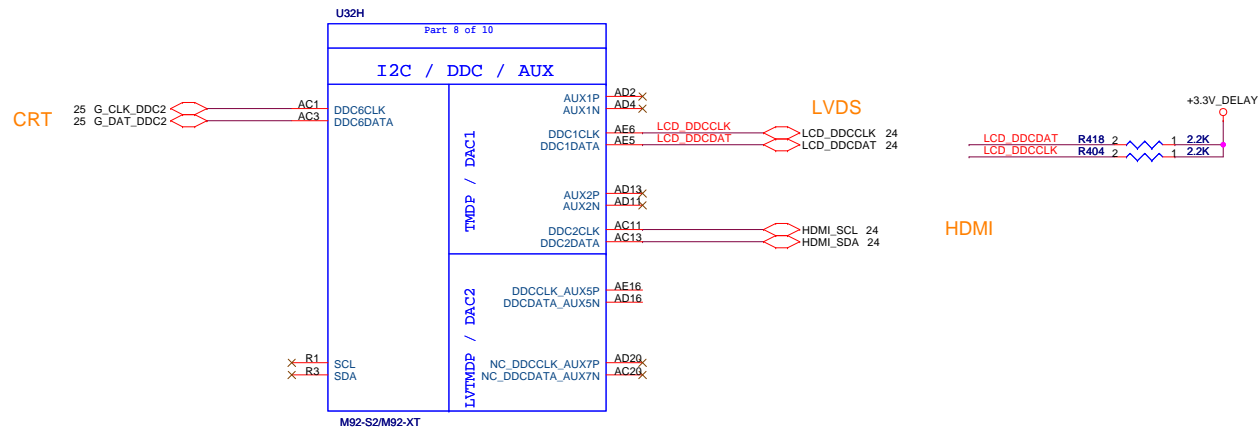 U32H
Part 8 of 10
I2C / DDC / AUX
CRT
25 G_CLK_DDC2
25 G_DAT_DDC2
AC1
AC3
DDC6CLK
DDC6DATA
R1
R3
SCL
SDA
TMDP / DAC1
LVTMDP / DAC2
AUX1P
AUX1N
AD2
AD4
DDC1CLK
DDC1DATA
AE6
AE5
LCD_DDCCLK
LCD_DDCDAT
LVDS
LCD_DDCCLK 24
LCD_DDCDAT 24
AUX2P
AUX2N
AD13
AD11
DDC2CLK
DDC2DATA
AC11
AC13
HDMI_SCL 24
HDMI_SDA 24
HDMI
DDCCLK_AUX5P
DDCDATA_AUX5N
AE16
AD16
NC_DDCCLK_AUX7P
NC_DDCDATA_AUX7N
AD20
AC20
M92-S2/M92-XT
+3.3V_DELAY
LCD_DDCDAT R418 2 1 2.2K
LCD_DDCCLK R404 2 1 2.2K